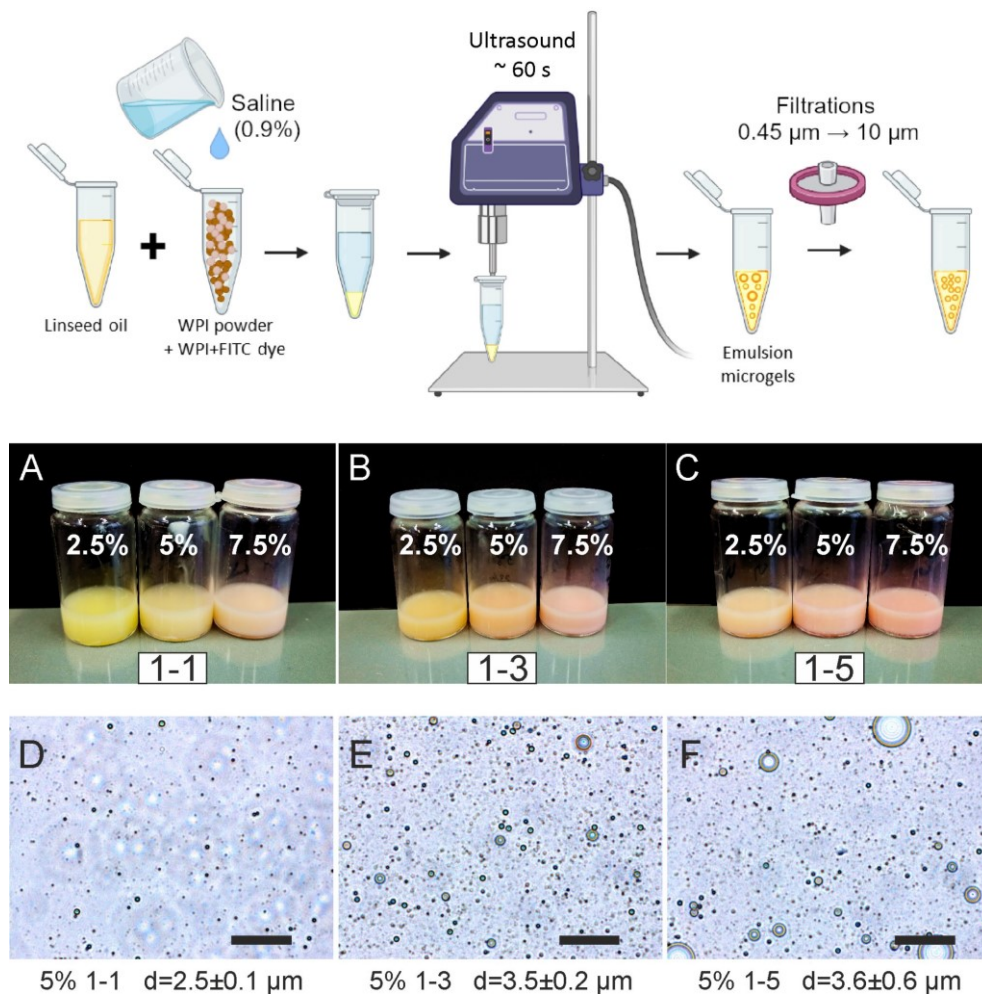 Ultrasound
~ 60 s
Saline
(0.9%)
Filtrations
0.45 µm → 10 µm
+
Linseed oil
WPI powder
+ WPI+FITC dye
Emulsion
microgels
A
2.5%
5%
7.5%
1-1
B
2.5%
5%
7.5%
1-3
C
2.5%
5%
7.5%
1-5
D
E
F
5% 1-1 d=2.5±0.1 µm
5% 1-3 d=3.5±0.2 µm
5% 1-5 d=3.6±0.6 µm